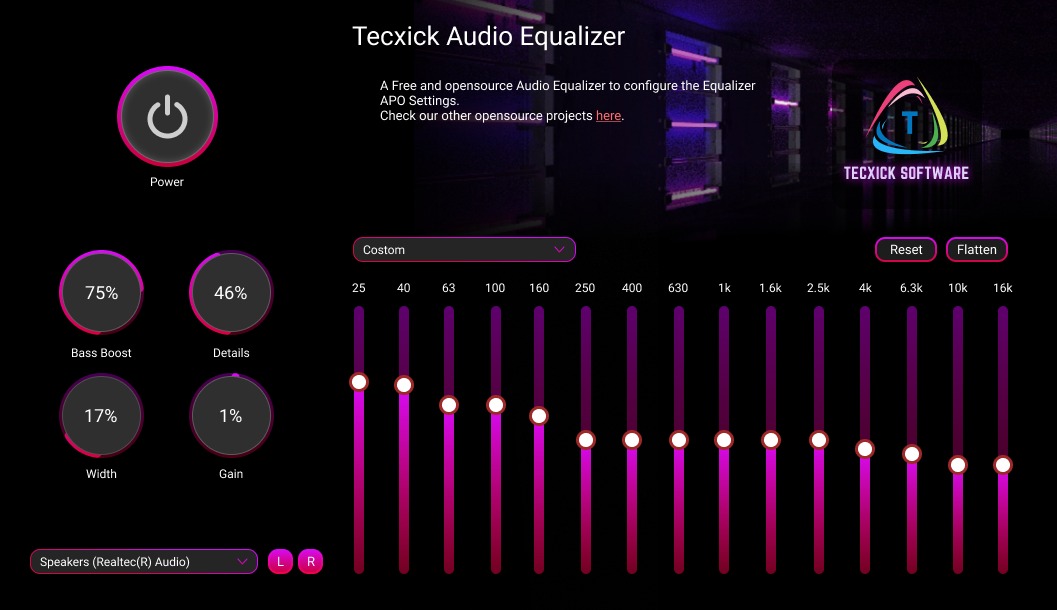 Tecxick Audio Equalizer
A Free and opensource Audio Equalizer to configure the Equalizer
APO Settings.
Check our other opensource projects here.
T
TECXICK SOFTWARE
Power
Costom
Reset
Flatten
25 40 63 100 160 250 400 630 1k 1.6k 2.5k 4k 6.3k 10k 16k
75%
46%
Bass Boost
Details
17%
1%
Width
Gain
Speakers (Realtec(R) Audio)
L
R